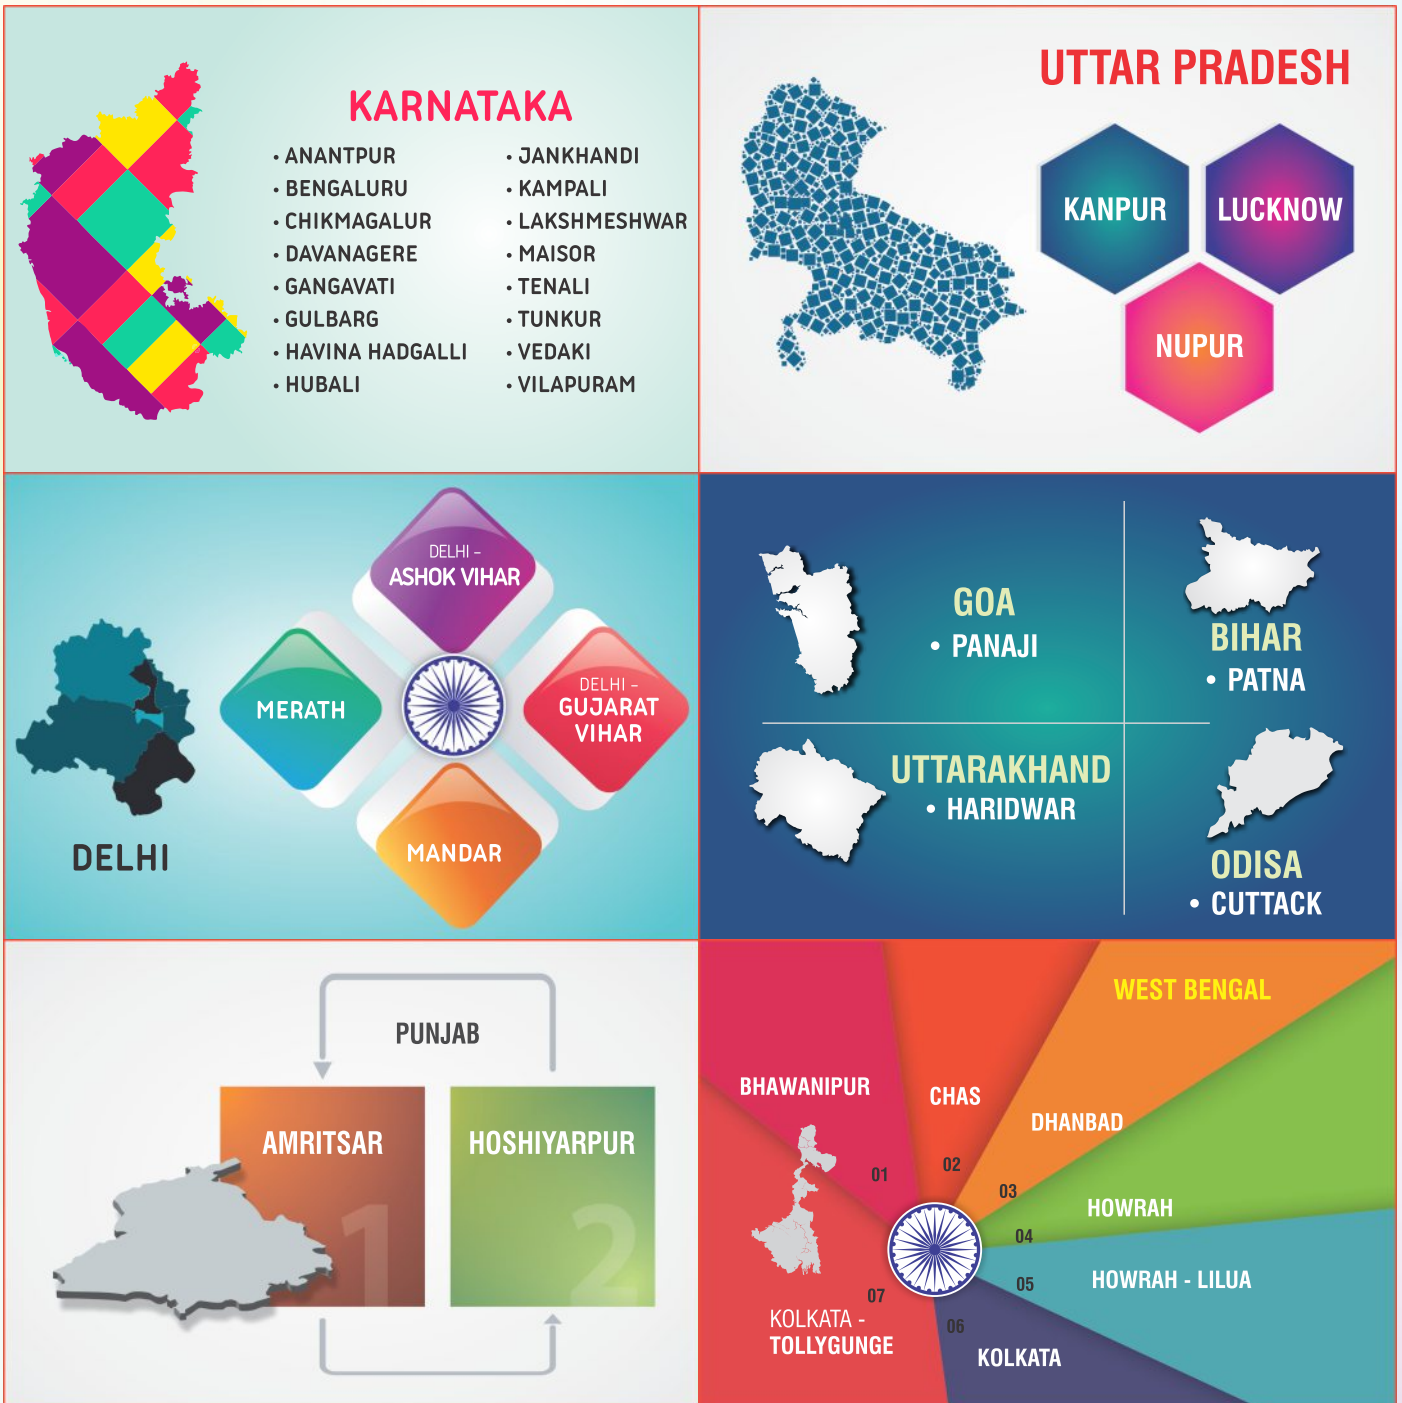 KARNATAKA
• ANANTPUR
• BENGALURU
• CHIKMAGALUR
• DAVANAGERE
• GANGAVATI
• GULBARG
• HAVINA HADGALLI
• HUBALI
• JANKHANDI
• KAMPALI
• LAKSHMESHWAR
• MAISOR
• TENALI
• TUNKUR
• VEDAKI
• VILAPURAM
UTTAR PRADESH
KANPUR
LUCKNOW
NUPUR
DELHI –
ASHOK VIHAR
MERATH
DELHI –
GUJARAT
VIHAR
MANDAR
DELHI
GOA
• PANAJI
BIHAR
• PATNA
UTTARAKHAND
• HARIDWAR
ODISA
• CUTTACK
PUNJAB
AMRITSAR
1
HOSHIYARPUR
2
WEST BENGAL
BHAWANIPUR
01
CHAS
02
DHANBAD
03
HOWRAH
04
HOWRAH - LILUA
05
KOLKATA
06
07
KOLKATA -
TOLLYGUNGE